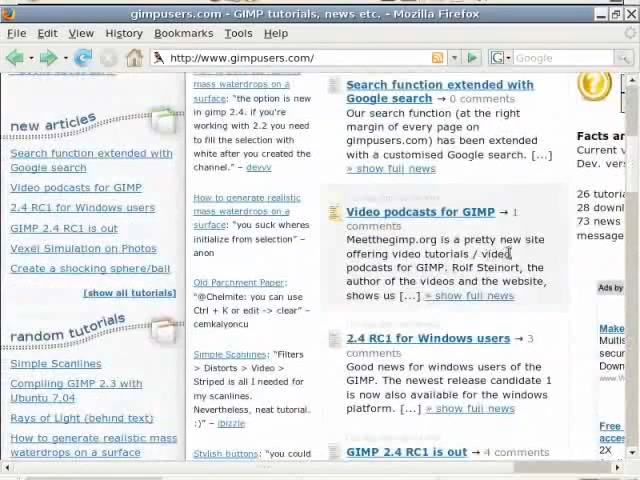 gimpusers.com - GIMP tutorials, news etc. - Mozilla Firefox
File Edit View History Bookmarks Tools Help
http://www.gimpusers.com/
Google
new articles
Search function extended with
Google search
Video podcasts for GIMP
2.4 RC1 for Windows users
GIMP 2.4 RC1 is out
Vexel Simulation on Photos
Create a shocking sphere/ball
[show all tutorials]
random tutorials
Simple Scanlines
Compiling GIMP 2.3 with
Ubuntu 7.04
Rays of Light (behind text)
How to generate realistic metal
waterdrops on a surface
mass waterdrops on a
surface: "the option is new
in gimp 2.4. if you're
working with 2.2 you need
to fill the selection with
white after you created the
channel." – devvv
How to generate realistic
mass waterdrops on a
surface: "you suck wheres
initialize from selection" –
anon
Old Parchment Paper:
"@Chelmite: you can use
Ctrl + K or edit -> clear" –
cemkalyoncu
Simple Scanlines: "Filters
> Distorts > Video >
Striped is all I needed for
my scanlines.
Nevertheless, neat tutorial.
:)" – ibizzle
Stylish buttons: "you could
Search function extended with
Google search → 0 comments
Our search function (at the right
margin of every page on
gimpusers.com) has been extended
with a customised Google search. [...]
» show full news
Video podcasts for GIMP → 1
comments
Meetthegimp.org is a pretty new site
offering video tutorials / video
podcasts for GIMP. Rolf Steinort, the
author of the videos and the website,
shows us [...] » show full news
2.4 RC1 for Windows users → 3
comments
Good news for windows users of the
GIMP. The newest release candidate 1
is now also available for the windows
platform. [...] » show full news
GIMP 2.4 RC1 is out → 4 comments
Facts ar
Current v
Dev. vers
26 tutoria
28 downl
73 news
message
Ads by
Make
Multis
secur
www.
Free
acces
2X